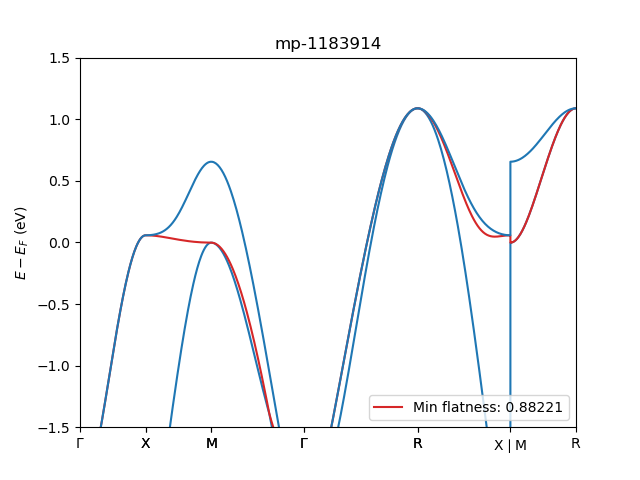 mp-1183914
E − E_F (eV)
1.5
1.0
0.5
0.0
−0.5
−1.0
−1.5
Min flatness: 0.88221
Γ X M Γ R X | M R